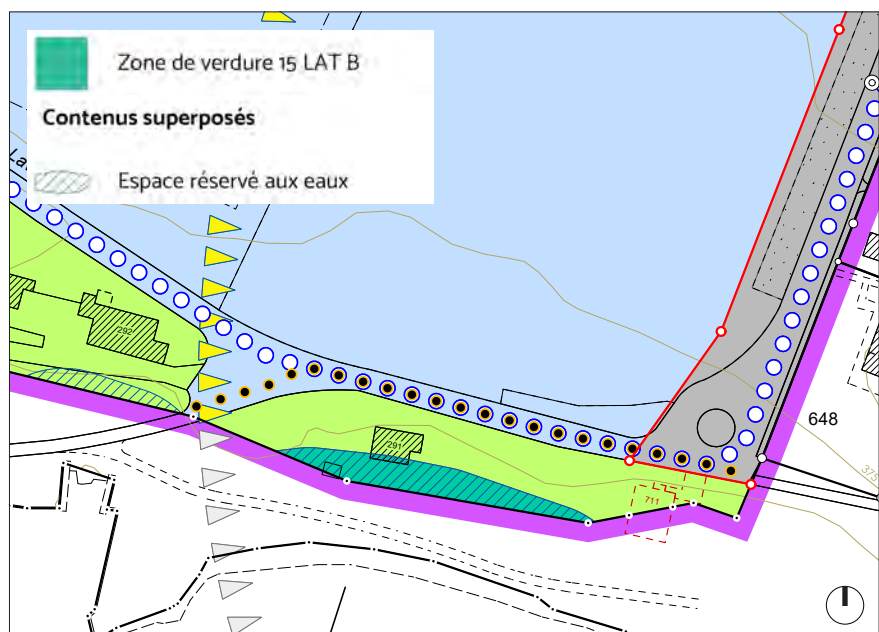 Zone de verdure 15 LAT B
Contenus superposés
Espace réservé aux eaux
292
291
711
648
375